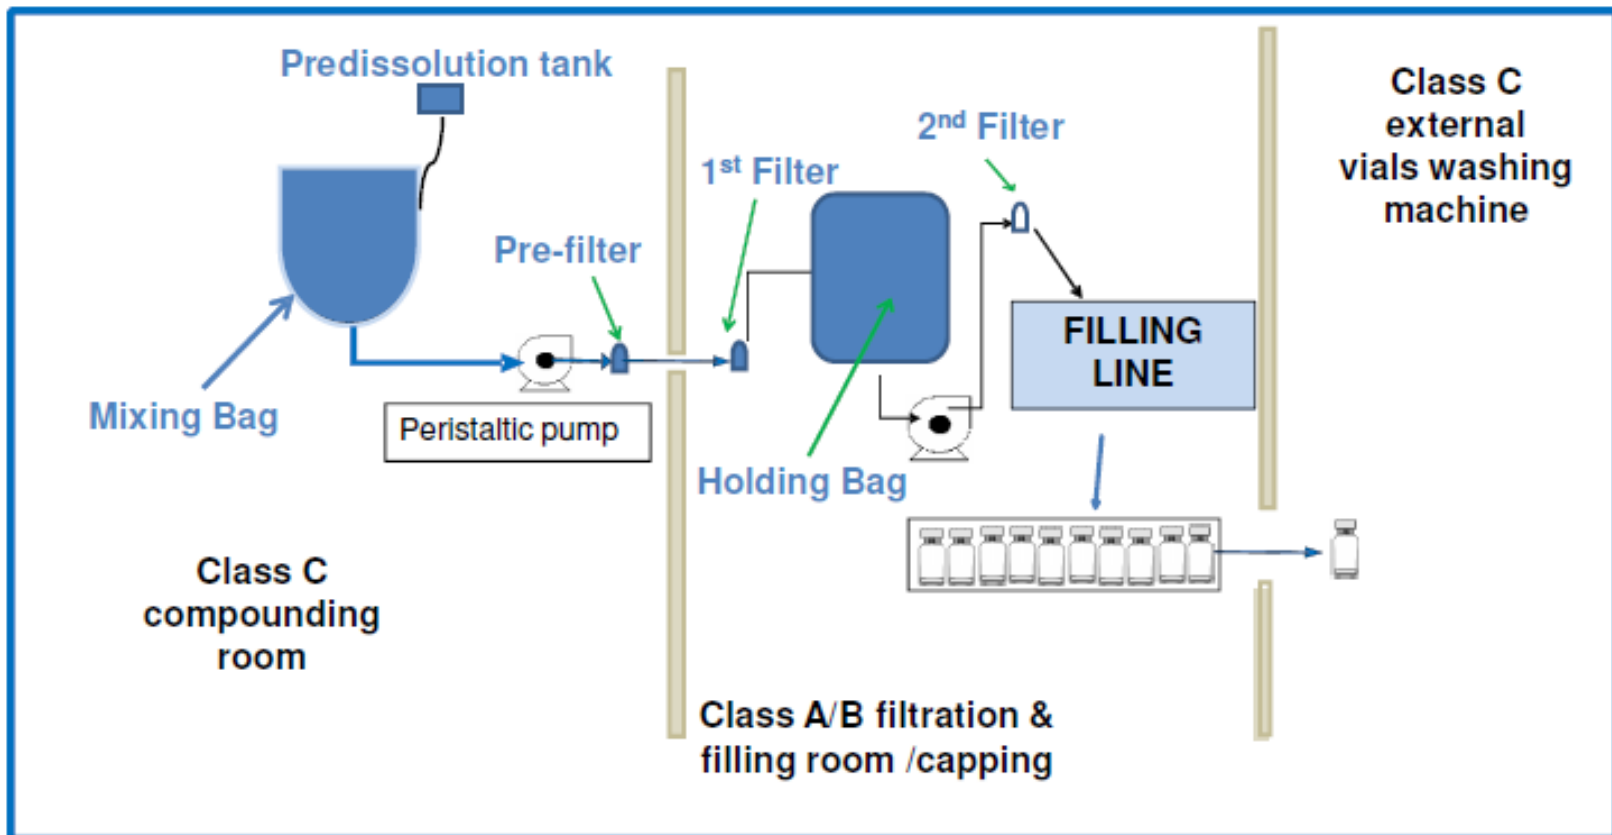 Predissolution tank
Class C
external
vials washing
machine
2nd Filter
1st Filter
Pre-filter
FILLING
LINE
Mixing Bag
Peristaltic pump
Holding Bag
Class C
compounding
room
Class A/B filtration &
filling room /capping